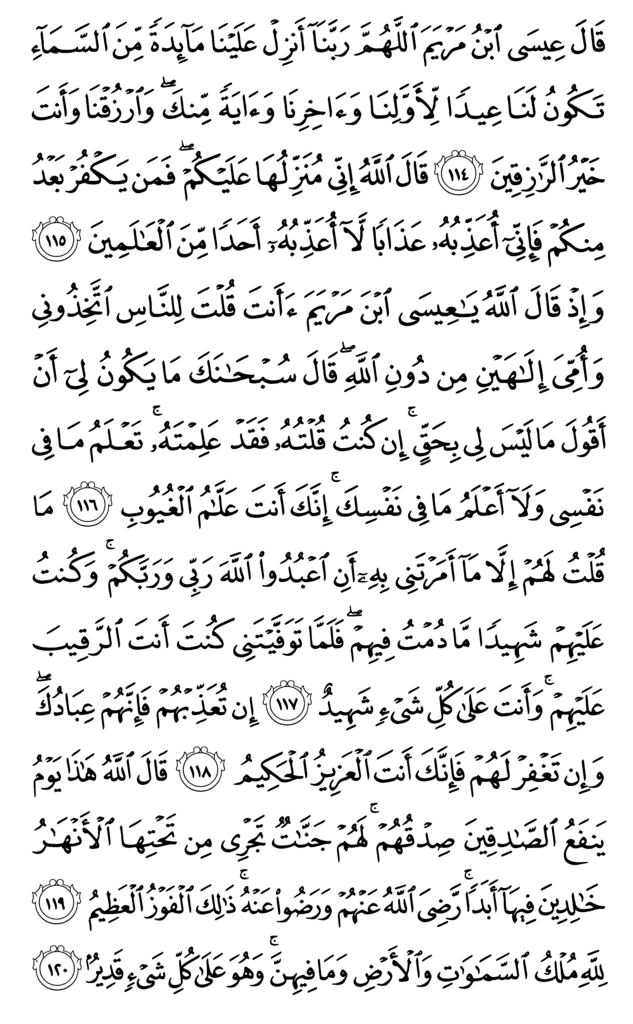 قَالَ عِيسَى ٱبۡنُ مَرۡيَمَ ٱللَّهُمَّ رَبَّنَآ أَنزِلۡ عَلَيۡنَا مَآئِدَةٗ مِّنَ ٱلسَّمَآءِ
تَكُونُ لَنَا عِيدٗا لِّأَوَّلِنَا وَءَاخِرِنَا وَءَايَةٗ مِّنكَۖ وَٱرۡزُقۡنَا وَأَنتَ
خَيۡرُ ٱلرَّٰزِقِينَ ١١٤ قَالَ ٱللَّهُ إِنِّي مُنَزِّلُهَا عَلَيۡكُمۡۖ فَمَن يَكۡفُرۡ بَعۡدُ
مِنكُمۡ فَإِنِّيٓ أُعَذِّبُهُۥ عَذَابٗا لَّآ أُعَذِّبُهُۥٓ أَحَدٗا مِّنَ ٱلۡعَٰلَمِينَ ١١٥
وَإِذۡ قَالَ ٱللَّهُ يَٰعِيسَى ٱبۡنَ مَرۡيَمَ ءَأَنتَ قُلۡتَ لِلنَّاسِ ٱتَّخِذُونِي
وَأُمِّيَ إِلَٰهَيۡنِ مِن دُونِ ٱللَّهِۖ قَالَ سُبۡحَٰنَكَ مَا يَكُونُ لِيٓ أَنۡ
أَقُولَ مَا لَيۡسَ لِي بِحَقٍّۚ إِن كُنتُ قُلۡتُهُۥ فَقَدۡ عَلِمۡتَهُۥۚ تَعۡلَمُ مَا فِي
نَفۡسِي وَلَآ أَعۡلَمُ مَا فِي نَفۡسِكَۚ إِنَّكَ أَنتَ عَلَّٰمُ ٱلۡغُيُوبِ ١١٦ مَا
قُلۡتُ لَهُمۡ إِلَّا مَآ أَمَرۡتَنِي بِهِۦٓ أَنِ ٱعۡبُدُواْ ٱللَّهَ رَبِّي وَرَبَّكُمۡۚ وَكُنتُ
عَلَيۡهِمۡ شَهِيدٗا مَّا دُمۡتُ فِيهِمۡۖ فَلَمَّا تَوَفَّيۡتَنِي كُنتَ أَنتَ ٱلرَّقِيبَ
عَلَيۡهِمۡۚ وَأَنتَ عَلَىٰ كُلِّ شَيۡءٖ شَهِيدٌ ١١٧ إِن تُعَذِّبۡهُمۡ فَإِنَّهُمۡ عِبَادُكَۖ
وَإِن تَغۡفِرۡ لَهُمۡ فَإِنَّكَ أَنتَ ٱلۡعَزِيزُ ٱلۡحَكِيمُ ١١٨ قَالَ ٱللَّهُ هَٰذَا يَوۡمُ
يَنفَعُ ٱلصَّٰدِقِينَ صِدۡقُهُمۡۚ لَهُمۡ جَنَّٰتٞ تَجۡرِي مِن تَحۡتِهَا ٱلۡأَنۡهَٰرُ
خَٰلِدِينَ فِيهَآ أَبَدٗاۚ رَّضِيَ ٱللَّهُ عَنۡهُمۡ وَرَضُواْ عَنۡهُۚ ذَٰلِكَ ٱلۡفَوۡزُ ٱلۡعَظِيمُ ١١٩
لِلَّهِ مُلۡكُ ٱلسَّمَٰوَٰتِ وَٱلۡأَرۡضِ وَمَا فِيهِنَّۚ وَهُوَ عَلَىٰ كُلِّ شَيۡءٖ قَدِيرُۢ ١٢٠